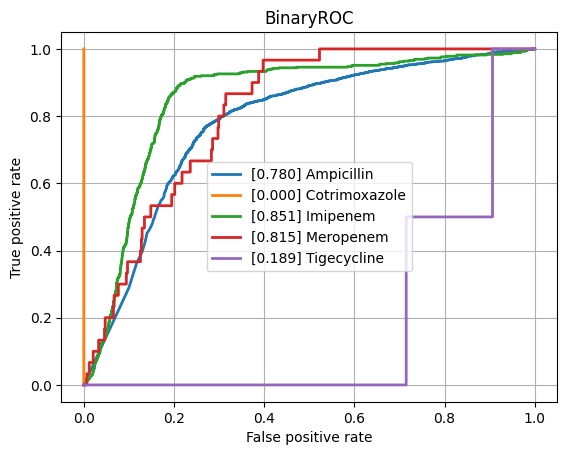 BinaryROC
True positive rate
1.0
0.8
0.6
0.4
0.2
0.0
[0.780] Ampicillin
[0.000] Cotrimoxazole
[0.851] Imipenem
[0.815] Meropenem
[0.189] Tigecycline
0.0 0.2 0.4 0.6 0.8 1.0
False positive rate